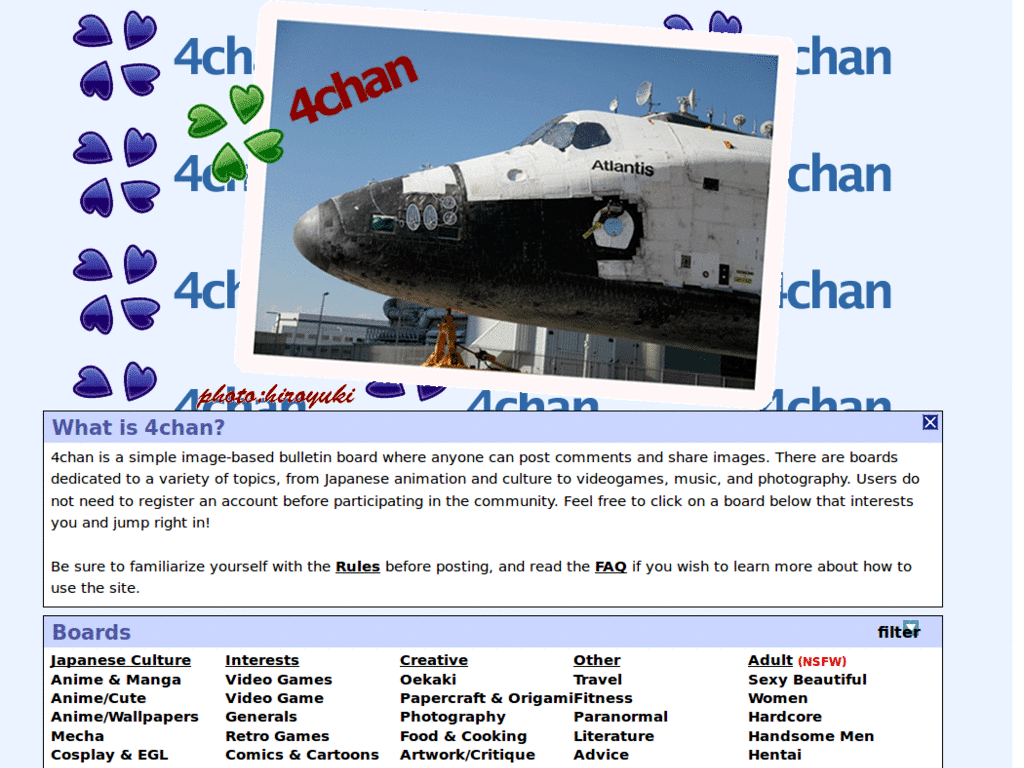 4chan
4chan
4chan
Atlantis
4chan
4chan
4chan
photo:hiroyuki
4chan
4chan
4chan
What is 4chan?
4chan is a simple image-based bulletin board where anyone can post comments and share images. There are boards
dedicated to a variety of topics, from Japanese animation and culture to videogames, music, and photography. Users do
not need to register an account before participating in the community. Feel free to click on a board below that interests
you and jump right in!
Be sure to familiarize yourself with the Rules before posting, and read the FAQ if you wish to learn more about how to
use the site.
Boards filter
Japanese Culture Interests Creative Other Adult (NSFW)
Anime & Manga Video Games Oekaki Travel Sexy Beautiful
Anime/Cute Video Game Papercraft & Origami Fitness Women
Anime/Wallpapers Generals Photography Paranormal Hardcore
Mecha Retro Games Food & Cooking Literature Handsome Men
Cosplay & EGL Comics & Cartoons Artwork/Critique Advice Hentai